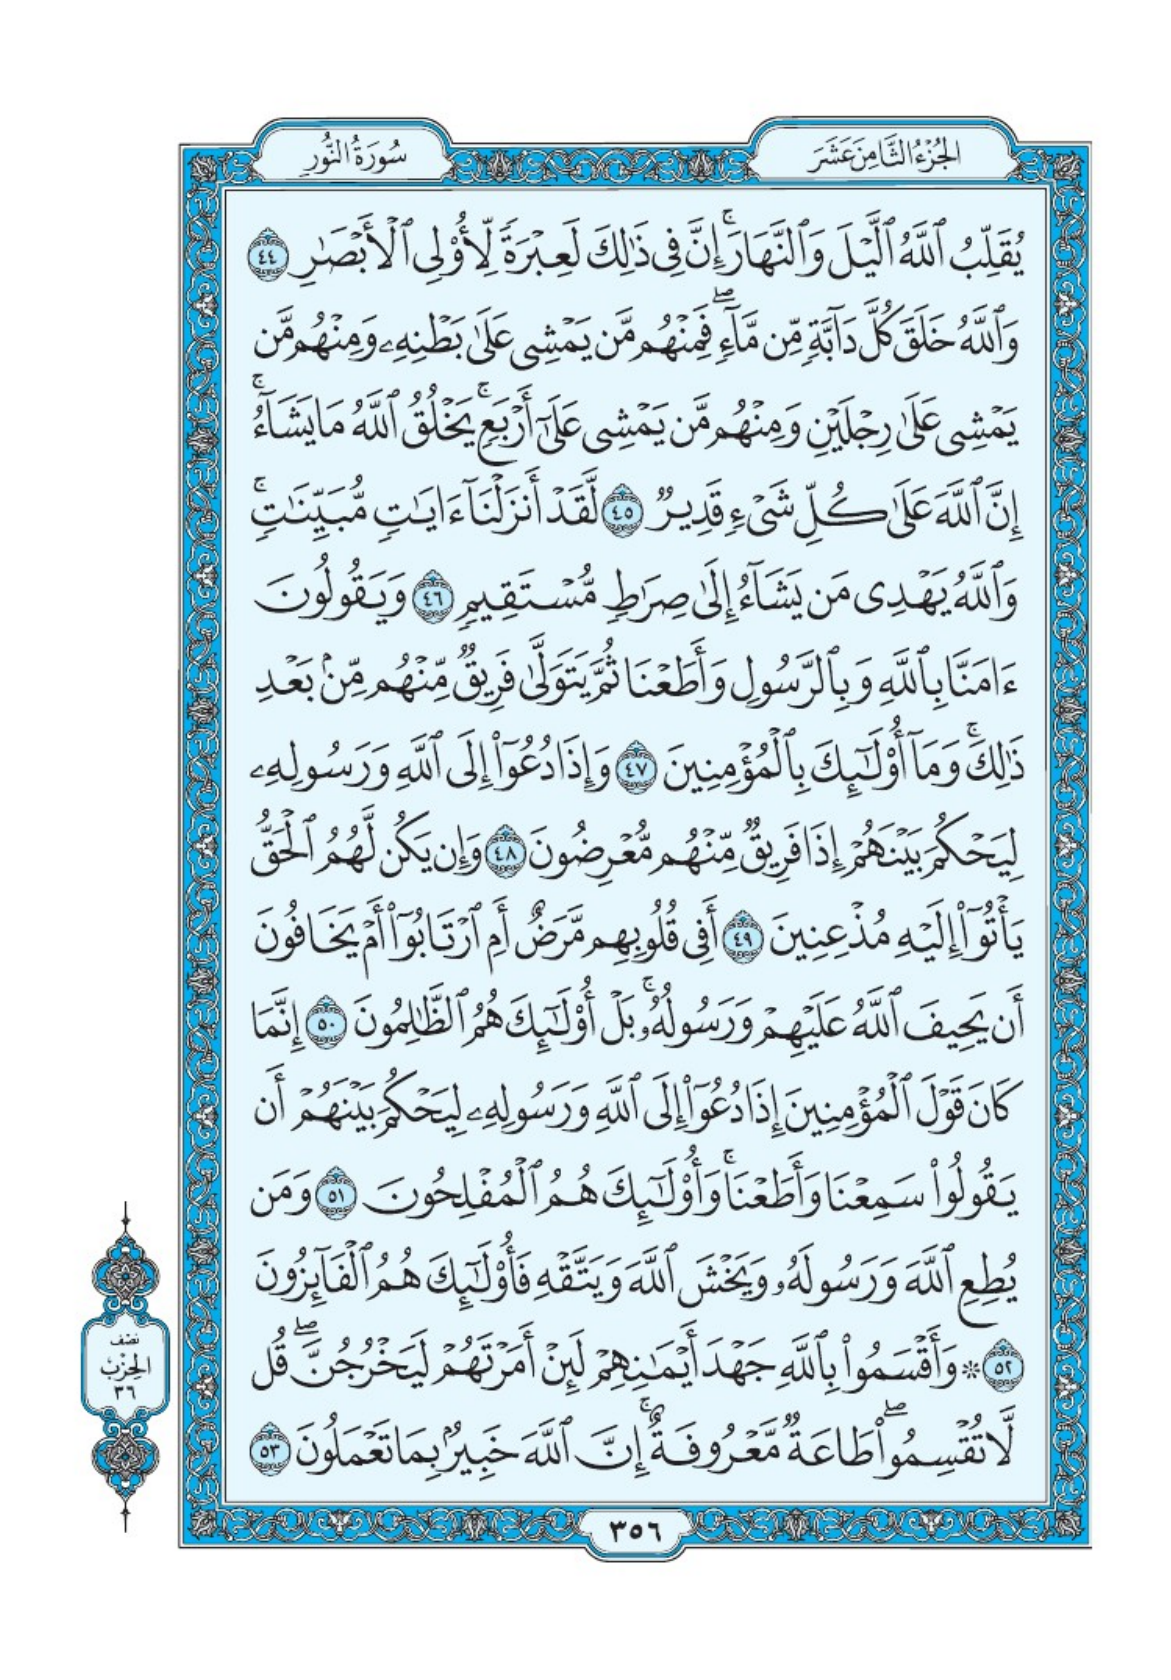 الجُزْءُ الثَّامِنَ عَشَرَ
سُورَةُ النُّورِ
يُقَلِّبُ ٱللَّهُ ٱلَّيْلَ وَٱلنَّهَارَۚ إِنَّ فِى ذَٰلِكَ لَعِبْرَةً لِّأُو۟لِى ٱلْأَبْصَٰرِ ٤٤
وَٱللَّهُ خَلَقَ كُلَّ دَآبَّةٍ مِّن مَّآءٍۖ فَمِنْهُم مَّن يَمْشِى عَلَىٰ بَطْنِهِۦ وَمِنْهُم مَّن
يَمْشِى عَلَىٰ رِجْلَيْنِ وَمِنْهُم مَّن يَمْشِى عَلَىٰٓ أَرْبَعٍۚ يَخْلُقُ ٱللَّهُ مَا يَشَآءُۚ
إِنَّ ٱللَّهَ عَلَىٰ كُلِّ شَىْءٍ قَدِيرٌ ٤٥ لَّقَدْ أَنزَلْنَآ ءَايَٰتٍ مُّبَيِّنَٰتٍۚ
وَٱللَّهُ يَهْدِى مَن يَشَآءُ إِلَىٰ صِرَٰطٍ مُّسْتَقِيمٍ ٤٦ وَيَقُولُونَ
ءَامَنَّا بِٱللَّهِ وَبِٱلرَّسُولِ وَأَطَعْنَا ثُمَّ يَتَوَلَّىٰ فَرِيقٌ مِّنْهُم مِّنۢ بَعْدِ
ذَٰلِكَۚ وَمَآ أُو۟لَٰٓئِكَ بِٱلْمُؤْمِنِينَ ٤٧ وَإِذَا دُعُوٓا۟ إِلَى ٱللَّهِ وَرَسُولِهِۦ
لِيَحْكُمَ بَيْنَهُمْ إِذَا فَرِيقٌ مِّنْهُم مُّعْرِضُونَ ٤٨ وَإِن يَكُن لَّهُمُ ٱلْحَقُّ
يَأْتُوٓا۟ إِلَيْهِ مُذْعِنِينَ ٤٩ أَفِى قُلُوبِهِم مَّرَضٌ أَمِ ٱرْتَابُوٓا۟ أَمْ يَخَافُونَ
أَن يَحِيفَ ٱللَّهُ عَلَيْهِمْ وَرَسُولُهُۥۚ بَلْ أُو۟لَٰٓئِكَ هُمُ ٱلظَّٰلِمُونَ ٥٠ إِنَّمَا
كَانَ قَوْلَ ٱلْمُؤْمِنِينَ إِذَا دُعُوٓا۟ إِلَى ٱللَّهِ وَرَسُولِهِۦ لِيَحْكُمَ بَيْنَهُمْ أَن
يَقُولُوا۟ سَمِعْنَا وَأَطَعْنَاۚ وَأُو۟لَٰٓئِكَ هُمُ ٱلْمُفْلِحُونَ ٥١ وَمَن
يُطِعِ ٱللَّهَ وَرَسُولَهُۥ وَيَخْشَ ٱللَّهَ وَيَتَّقْهِ فَأُو۟لَٰٓئِكَ هُمُ ٱلْفَآئِزُونَ
٥٢ ۞ وَأَقْسَمُوا۟ بِٱللَّهِ جَهْدَ أَيْمَٰنِهِمْ لَئِنْ أَمَرْتَهُمْ لَيَخْرُجُنَّۖ قُل
لَّا تُقْسِمُوا۟ۖ طَاعَةٌ مَّعْرُوفَةٌۚ إِنَّ ٱللَّهَ خَبِيرٌۢ بِمَا تَعْمَلُونَ ٥٣
نصْف
الحِزْبْ
٣٦
٣٥٦